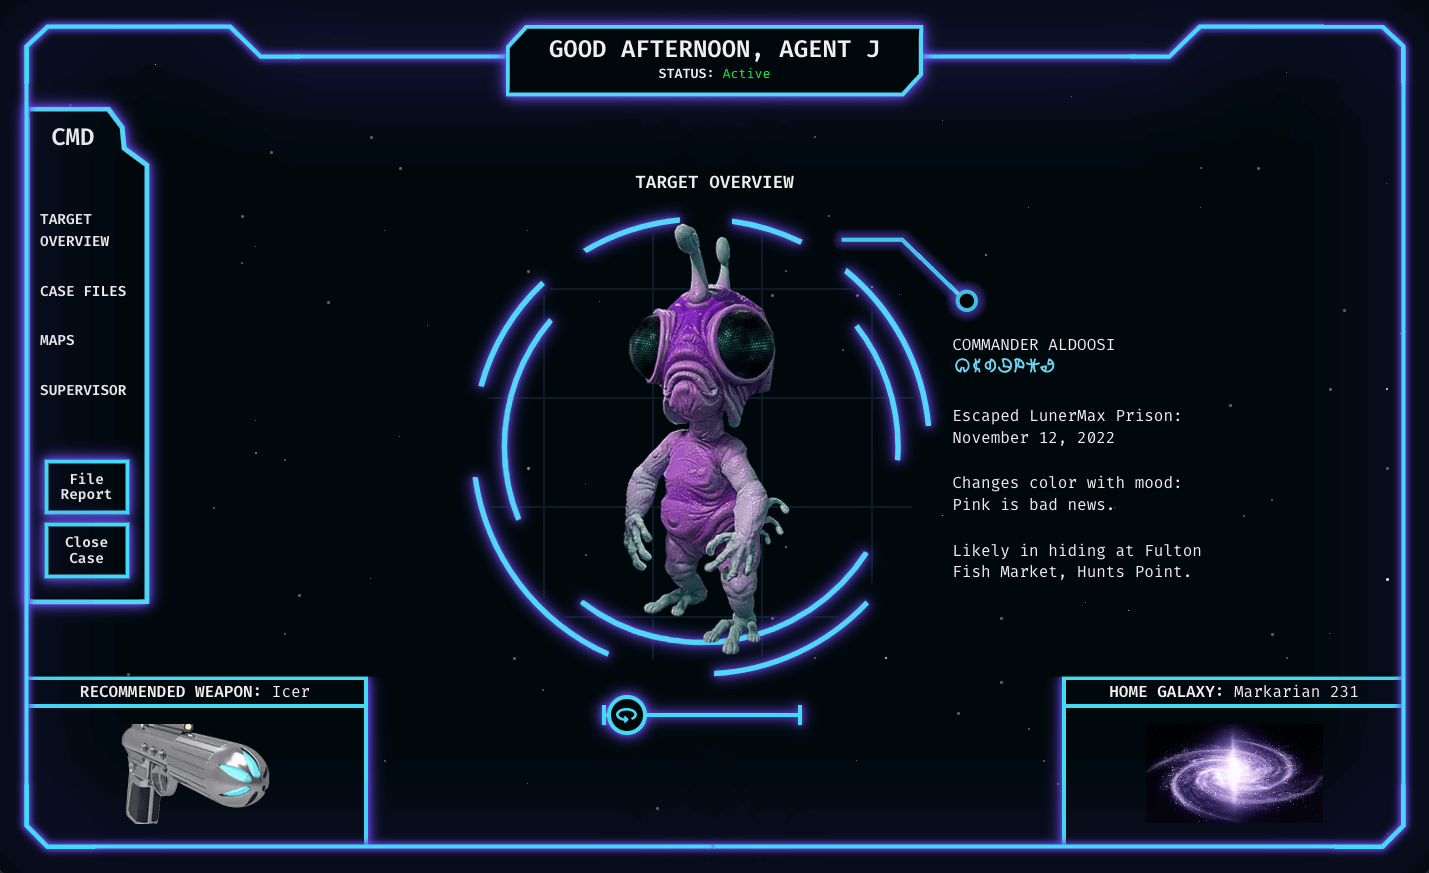 GOOD AFTERNOON, AGENT J
STATUS: Active
CMD
TARGET
OVERVIEW
CASE FILES
MAPS
SUPERVISOR
File
Report
Close
Case
TARGET OVERVIEW
COMMANDER ALDOOSI
Escaped LunerMax Prison:
November 12, 2022
Changes color with mood:
Pink is bad news.
Likely in hiding at Fulton
Fish Market, Hunts Point.
RECOMMENDED WEAPON: Icer
HOME GALAXY: Markarian 231